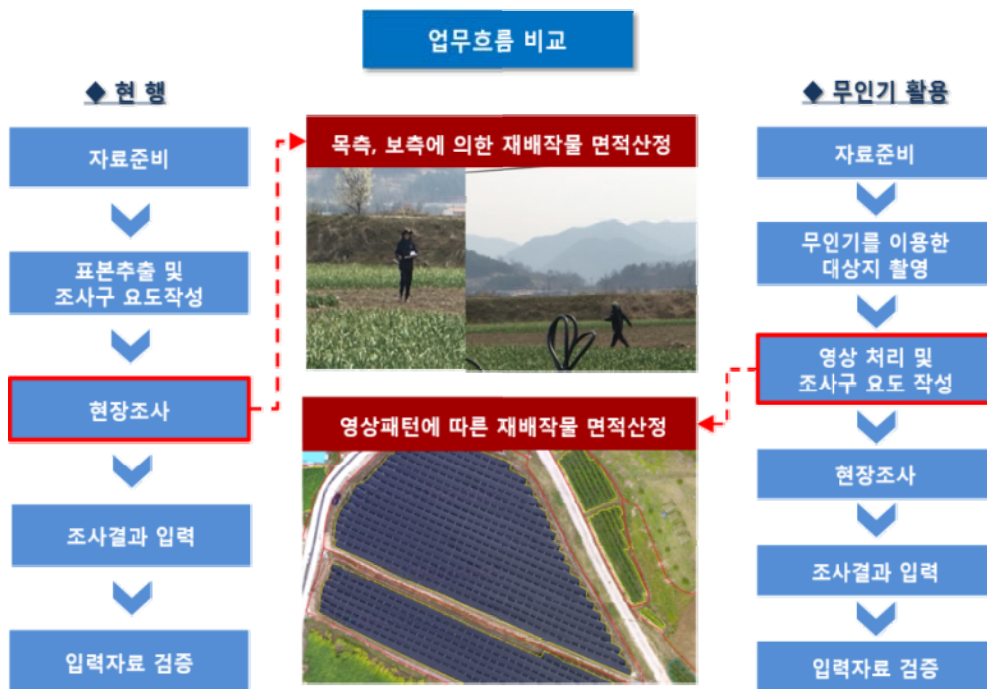 업무흐름 비교
◆ 현 행
자료준비
표본추출 및
조사구 요도작성
현장조사
조사결과 입력
입력자료 검증
목측, 보측에 의한 재배작물 면적산정
영상패턴에 따른 재배작물 면적산정
◆ 무인기 활용
자료준비
무인기를 이용한
대상지 촬영
영상 처리 및
조사구 요도 작성
현장조사
조사결과 입력
입력자료 검증